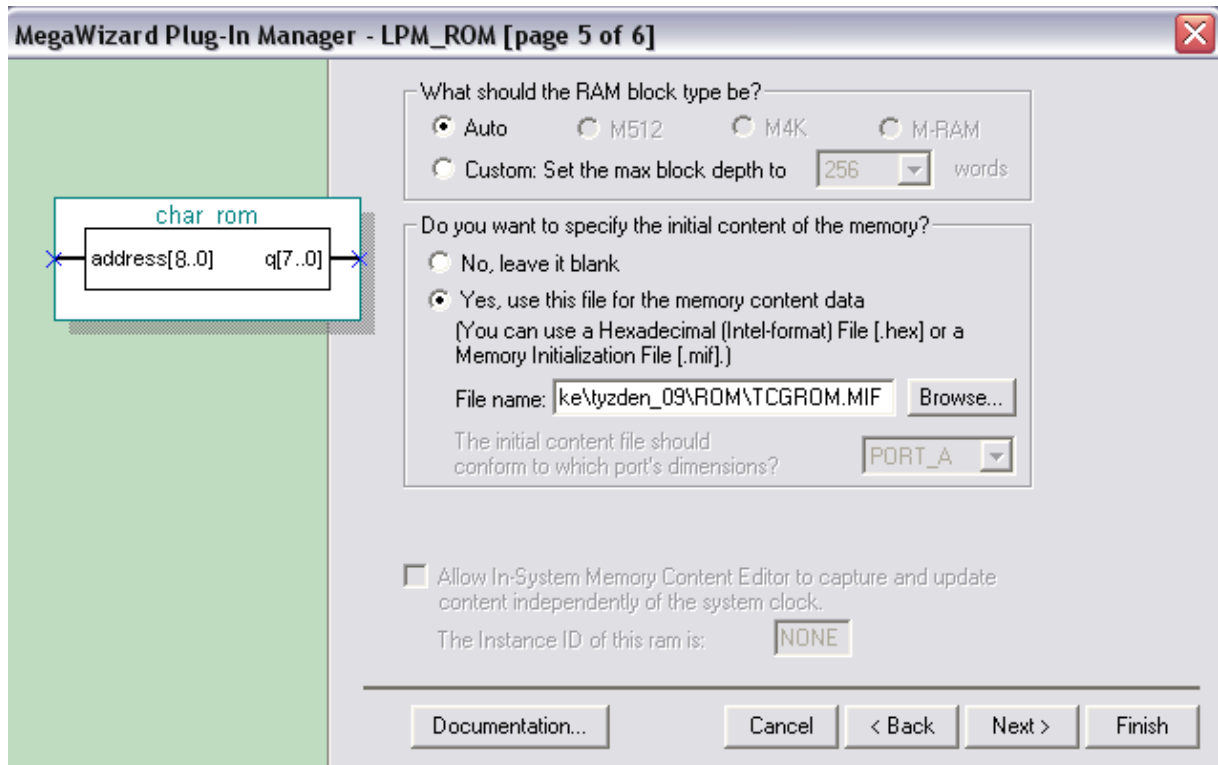 MegaWizard Plug-In Manager - LPM_ROM [page 5 of 6]
What should the RAM block type be?
Auto M512 M4K M-RAM
Custom: Set the max block depth to 256 words
char rom
address[8..0] q[7..0]
Do you want to specify the initial content of the memory?
No, leave it blank
Yes, use this file for the memory content data
(You can use a Hexadecimal (Intel-format) File [.hex] or a
Memory Initialization File [.mif].)
File name: ke\tyzden_09\ROM\TCGROM.MIF Browse...
The initial content file should
conform to which port's dimensions? PORT_A
Allow In-System Memory Content Editor to capture and update
content independently of the system clock.
The Instance ID of this ram is: NONE
Documentation... Cancel < Back Next > Finish